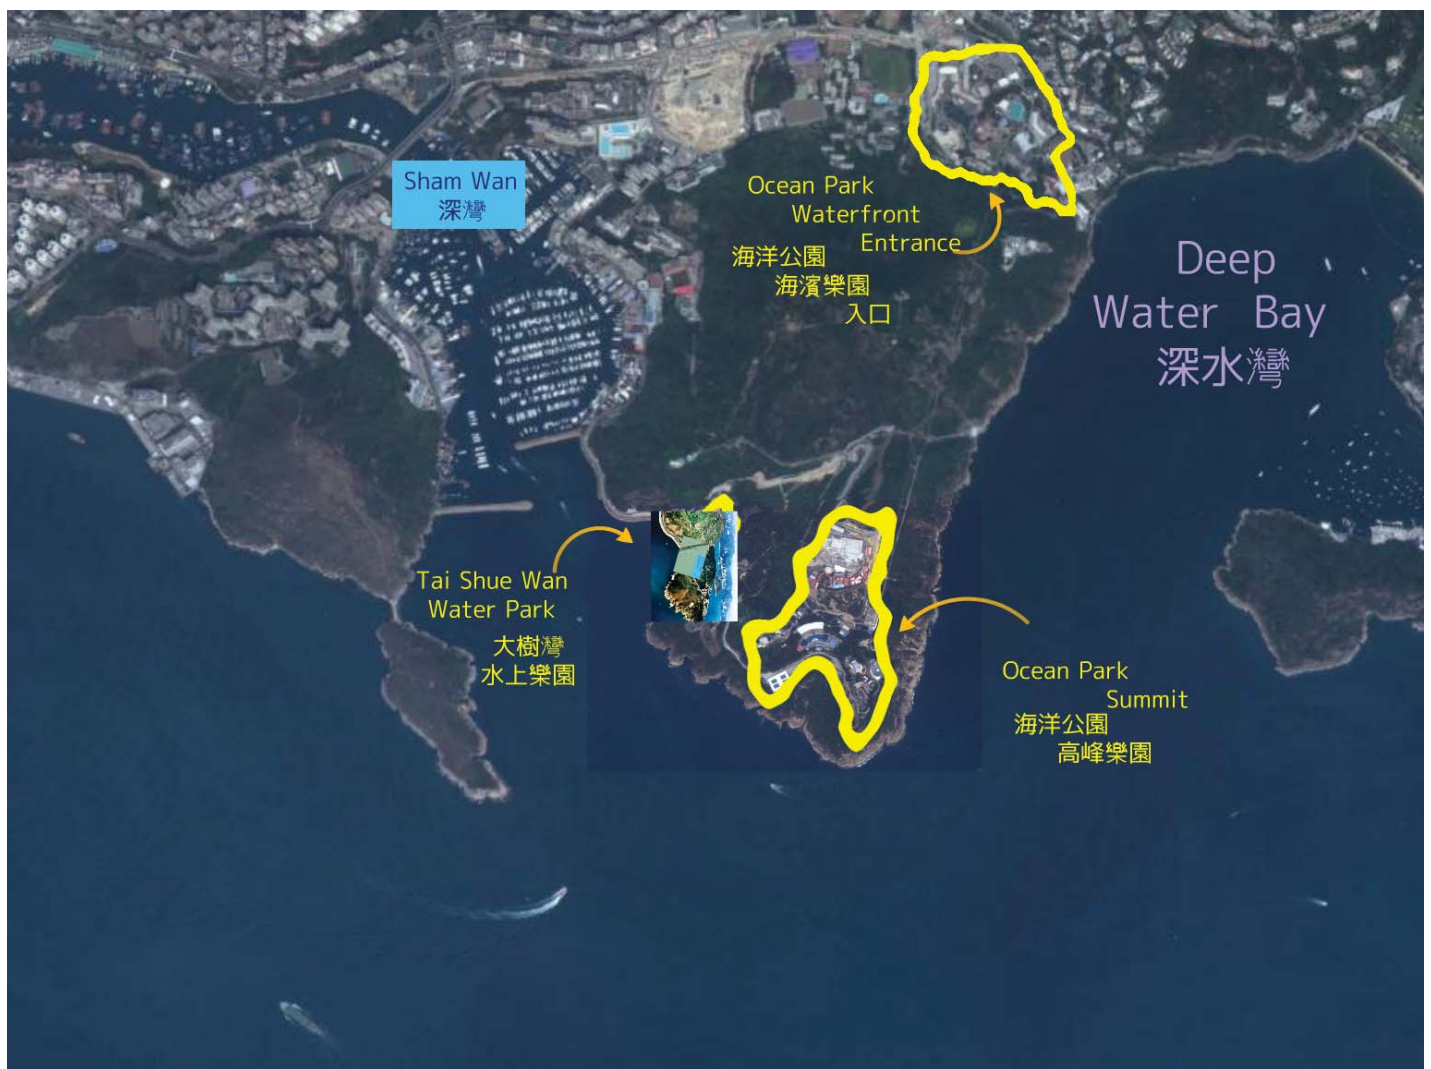 Sham Wan
深灣
Ocean Park
Waterfront
Entrance
海洋公園
海濱樂園
入口
Deep
Water Bay
深水灣
Tai Shue Wan
Water Park
大樹灣
水上樂園
Ocean Park
Summit
海洋公園
高峰樂園